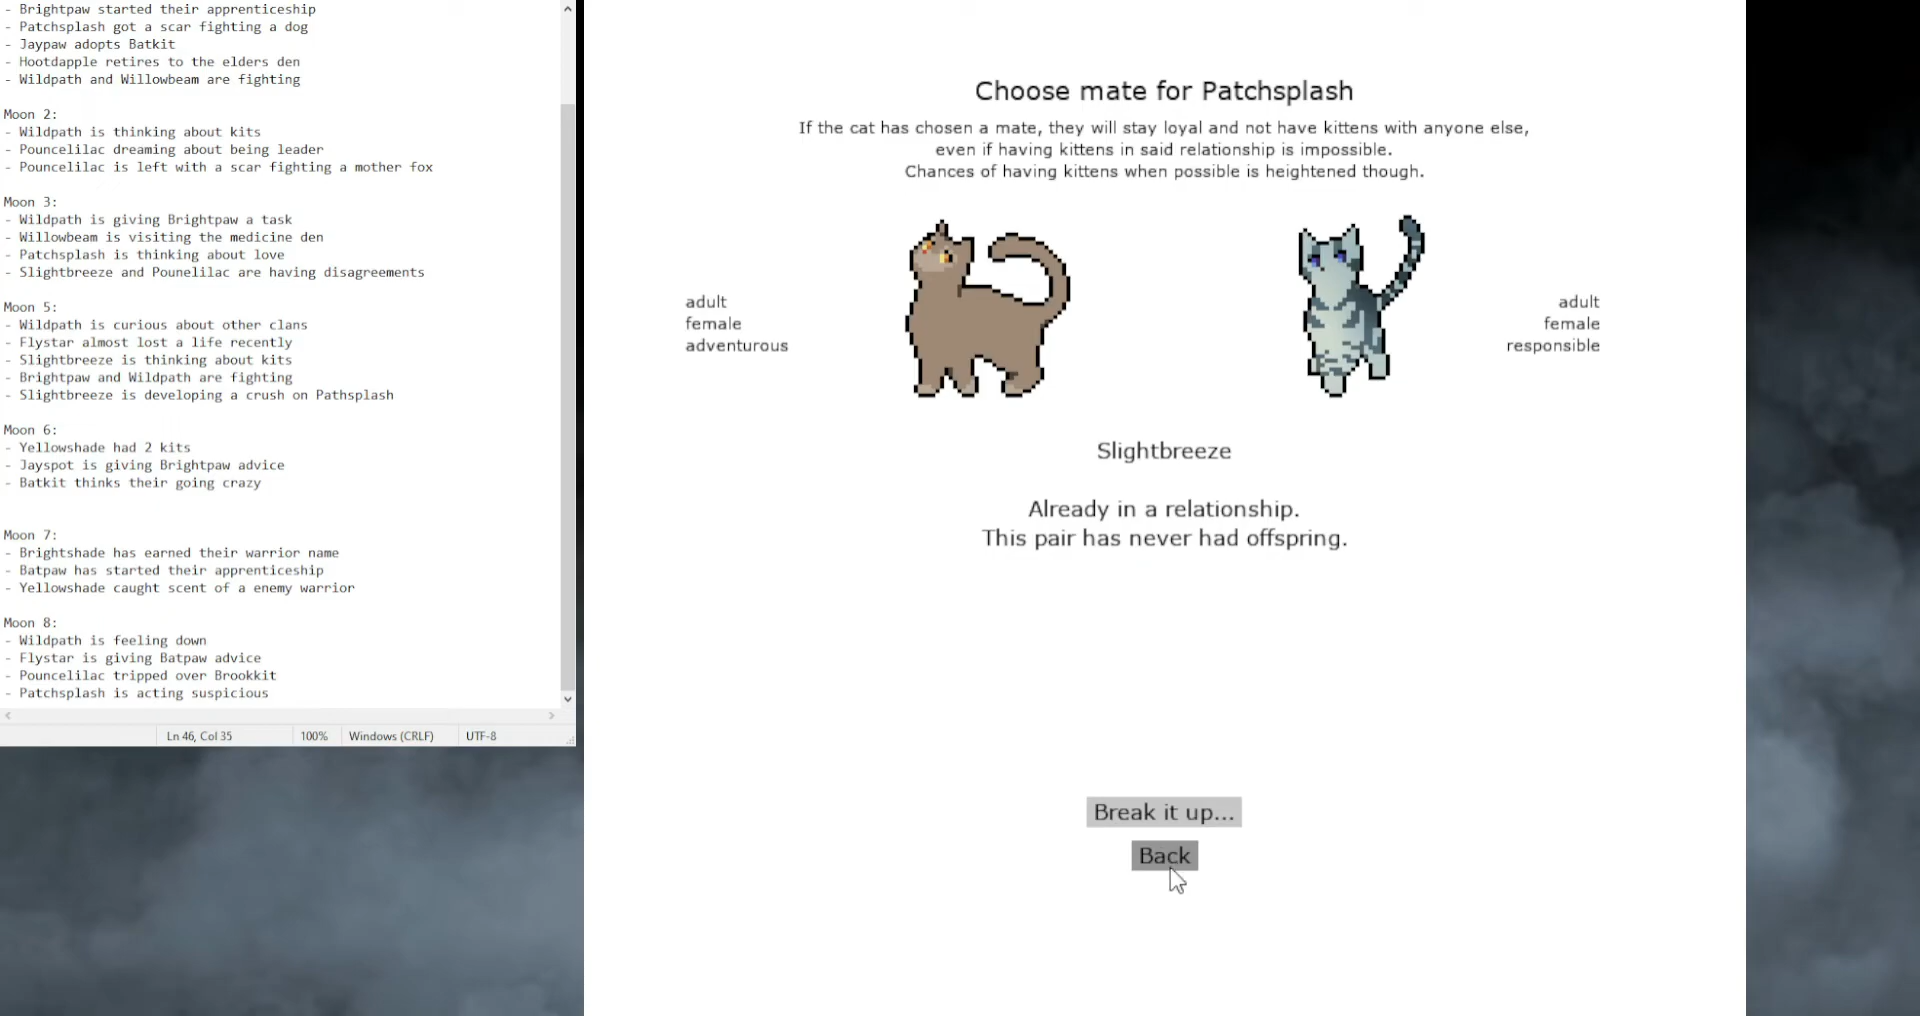 - Brightpaw started their apprenticeship
- Patchsplash got a scar fighting a dog
- Jaypaw adopts Batkit
- Hootdapple retires to the elders den
- Wildpath and Willowbeam are fighting
Moon 2:
- Wildpath is thinking about kits
- Pouncelilac dreaming about being leader
- Pouncelilac is left with a scar fighting a mother fox
Moon 3:
- Wildpath is giving Brightpaw a task
- Willowbeam is visiting the medicine den
- Patchsplash is thinking about love
- Slightbreeze and Pounelilac are having disagreements
Moon 5:
- Wildpath is curious about other clans
- Flystar almost lost a life recently
- Slightbreeze is thinking about kits
- Brightpaw and Wildpath are fighting
- Slightbreeze is developing a crush on Pathsplash
Moon 6:
- Yellowshade had 2 kits
- Jayspot is giving Brightpaw advice
- Batkit thinks their going crazy
Moon 7:
- Brightshade has earned their warrior name
- Batpaw has started their apprenticeship
- Yellowshade caught scent of a enemy warrior
Moon 8:
- Wildpath is feeling down
- Flystar is giving Batpaw advice
- Pouncelilac tripped over Brookkit
- Patchsplash is acting suspicious
Ln 46, Col 35
100%
Windows (CRLF)
UTF-8
Choose mate for Patchsplash
If the cat has chosen a mate, they will stay loyal and not have kittens with anyone else,
even if having kittens in said relationship is impossible.
Chances of having kittens when possible is heightened though.
adult
female
adventurous
adult
female
responsible
Slightbreeze
Already in a relationship.
This pair has never had offspring.
Break it up...
Back